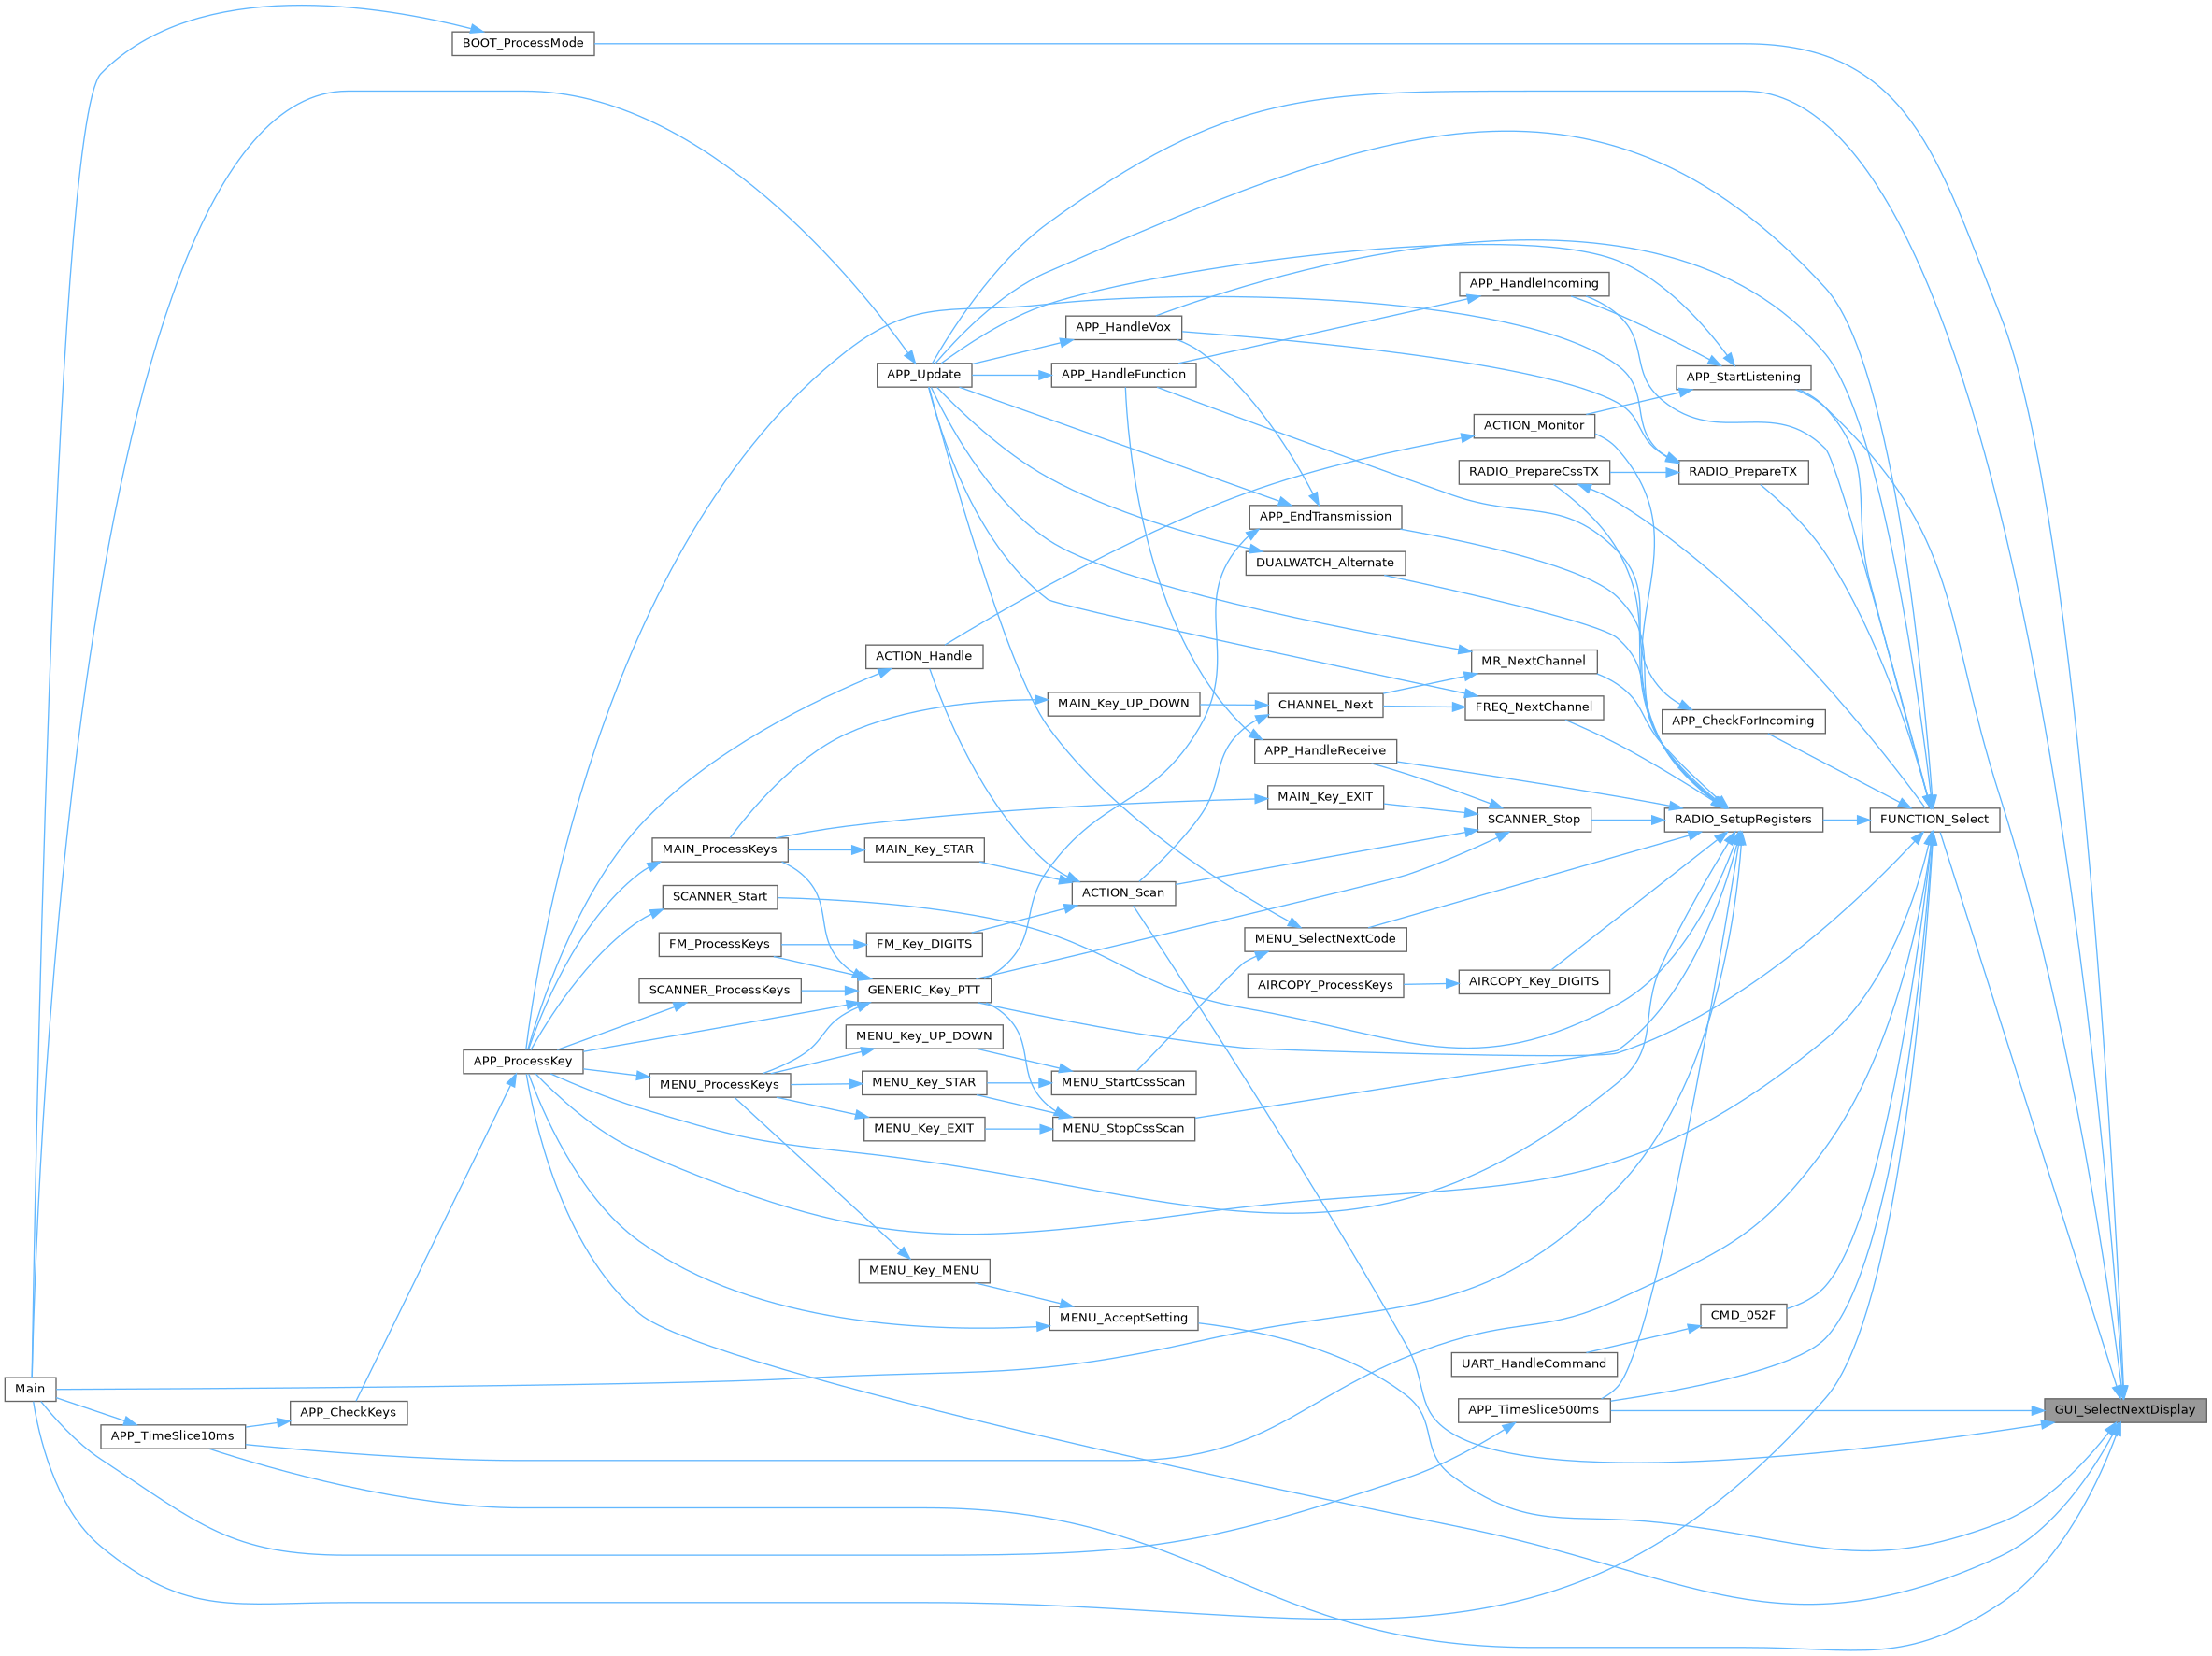 BOOT_ProcessMode
APP_HandleIncoming
APP_HandleVox
APP_Update
APP_HandleFunction
APP_StartListening
ACTION_Monitor
RADIO_PrepareCssTX
RADIO_PrepareTX
APP_EndTransmission
DUALWATCH_Alternate
ACTION_Handle
MR_NextChannel
MAIN_Key_UP_DOWN
CHANNEL_Next
FREQ_NextChannel
APP_CheckForIncoming
APP_HandleReceive
MAIN_Key_EXIT
SCANNER_Stop
RADIO_SetupRegisters
FUNCTION_Select
MAIN_ProcessKeys
MAIN_Key_STAR
SCANNER_Start
ACTION_Scan
FM_ProcessKeys
FM_Key_DIGITS
MENU_SelectNextCode
SCANNER_ProcessKeys
GENERIC_Key_PTT
AIRCOPY_ProcessKeys
AIRCOPY_Key_DIGITS
MENU_Key_UP_DOWN
APP_ProcessKey
MENU_ProcessKeys
MENU_Key_STAR
MENU_StartCssScan
MENU_Key_EXIT
MENU_StopCssScan
MENU_Key_MENU
MENU_AcceptSetting
CMD_052F
UART_HandleCommand
Main
APP_CheckKeys
APP_TimeSlice10ms
APP_TimeSlice500ms
GUI_SelectNextDisplay